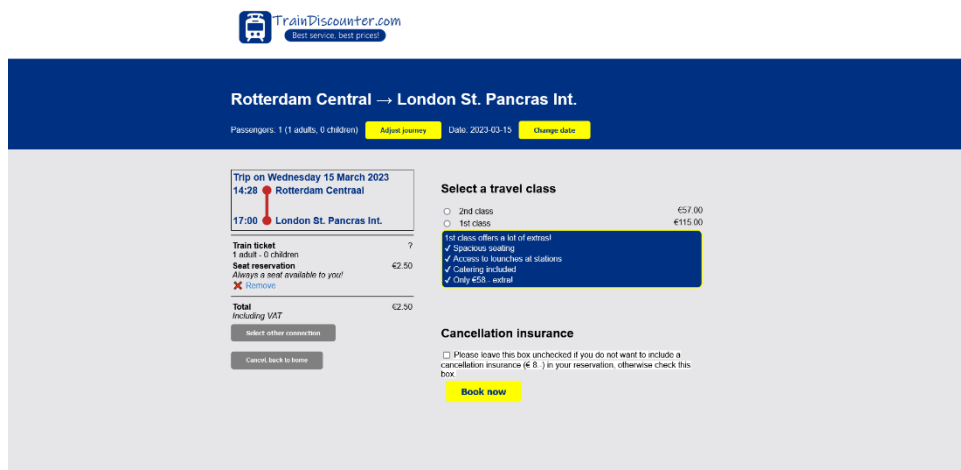 TrainDiscounter.com
Best service, best prices!
Rotterdam Central → London St. Pancras Int.
Passengers: 1 (1 adults, 0 children) Adjust journey Date: 2023-03-15 Change date
Trip on Wednesday 15 March 2023
14:28 Rotterdam Centraal
17:00 London St. Pancras Int.
Train ticket ?
1 adult - 0 children
Seat reservation €2.50
Always a seat available to you!
❌ Remove
Total €2.50
Including VAT
Select other connection
Cancel, back to home
Select a travel class
2nd class €57.00
1st class €115.00
1st class offers a lot of extras!
✓ Spacious seating
✓ Access to lounches at stations
✓ Catering included
✓ Only €58.- extra!
Cancellation insurance
Please leave this box unchecked if you do not want to include a
cancellation insurance (€ 8.-) in your reservation, otherwise check this
box.
Book now